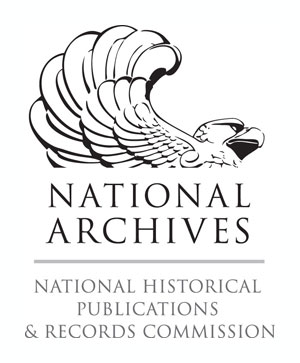 NATIONAL
ARCHIVES
NATIONAL HISTORICAL
PUBLICATIONS
& RECORDS COMMISSION